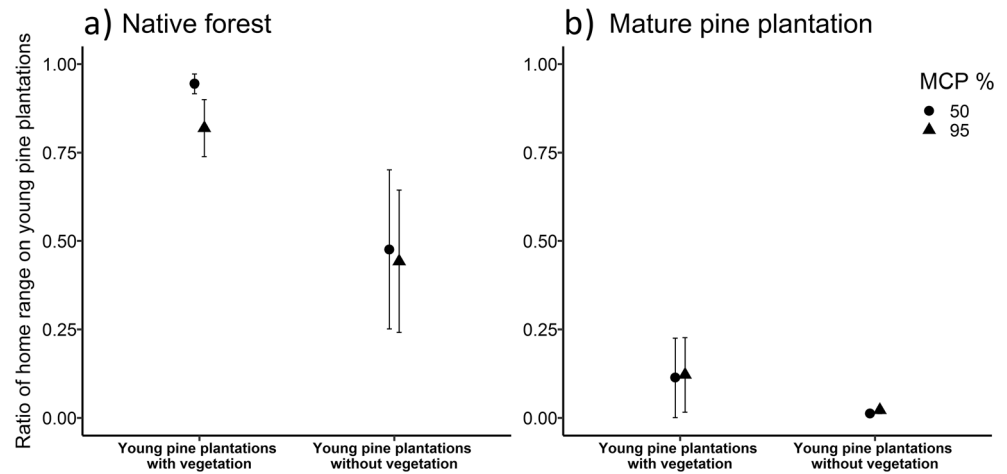 a) Native forest
b) Mature pine plantation
Ratio of home range on young pine plantations
1.00
0.75
0.50
0.25
0.00
Young pine plantations
with vegetation
Young pine plantations
without vegetation
1.00
0.75
0.50
0.25
0.00
MCP %
50
95
Young pine plantations
with vegetation
Young pine plantations
without vegetation